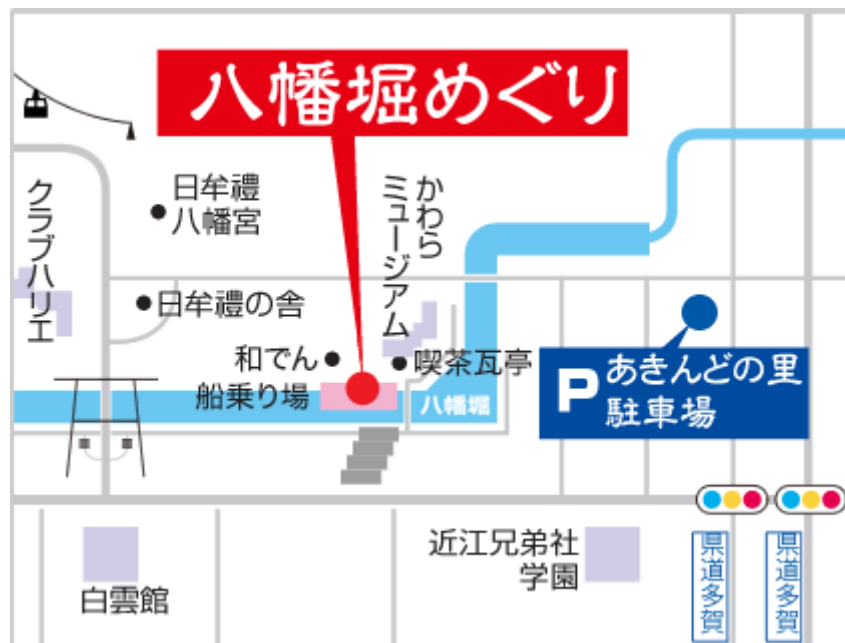 八幡堀めぐり
日牟禮
八幡宮
クラブハリエ
かわら
ミュージアム
日牟禮の舎
和でん
喫茶瓦亭
船乗り場
八幡堀
P
あきんどの里
駐車場
近江兄弟社
学園
白雲館
県道多賀
県道多賀